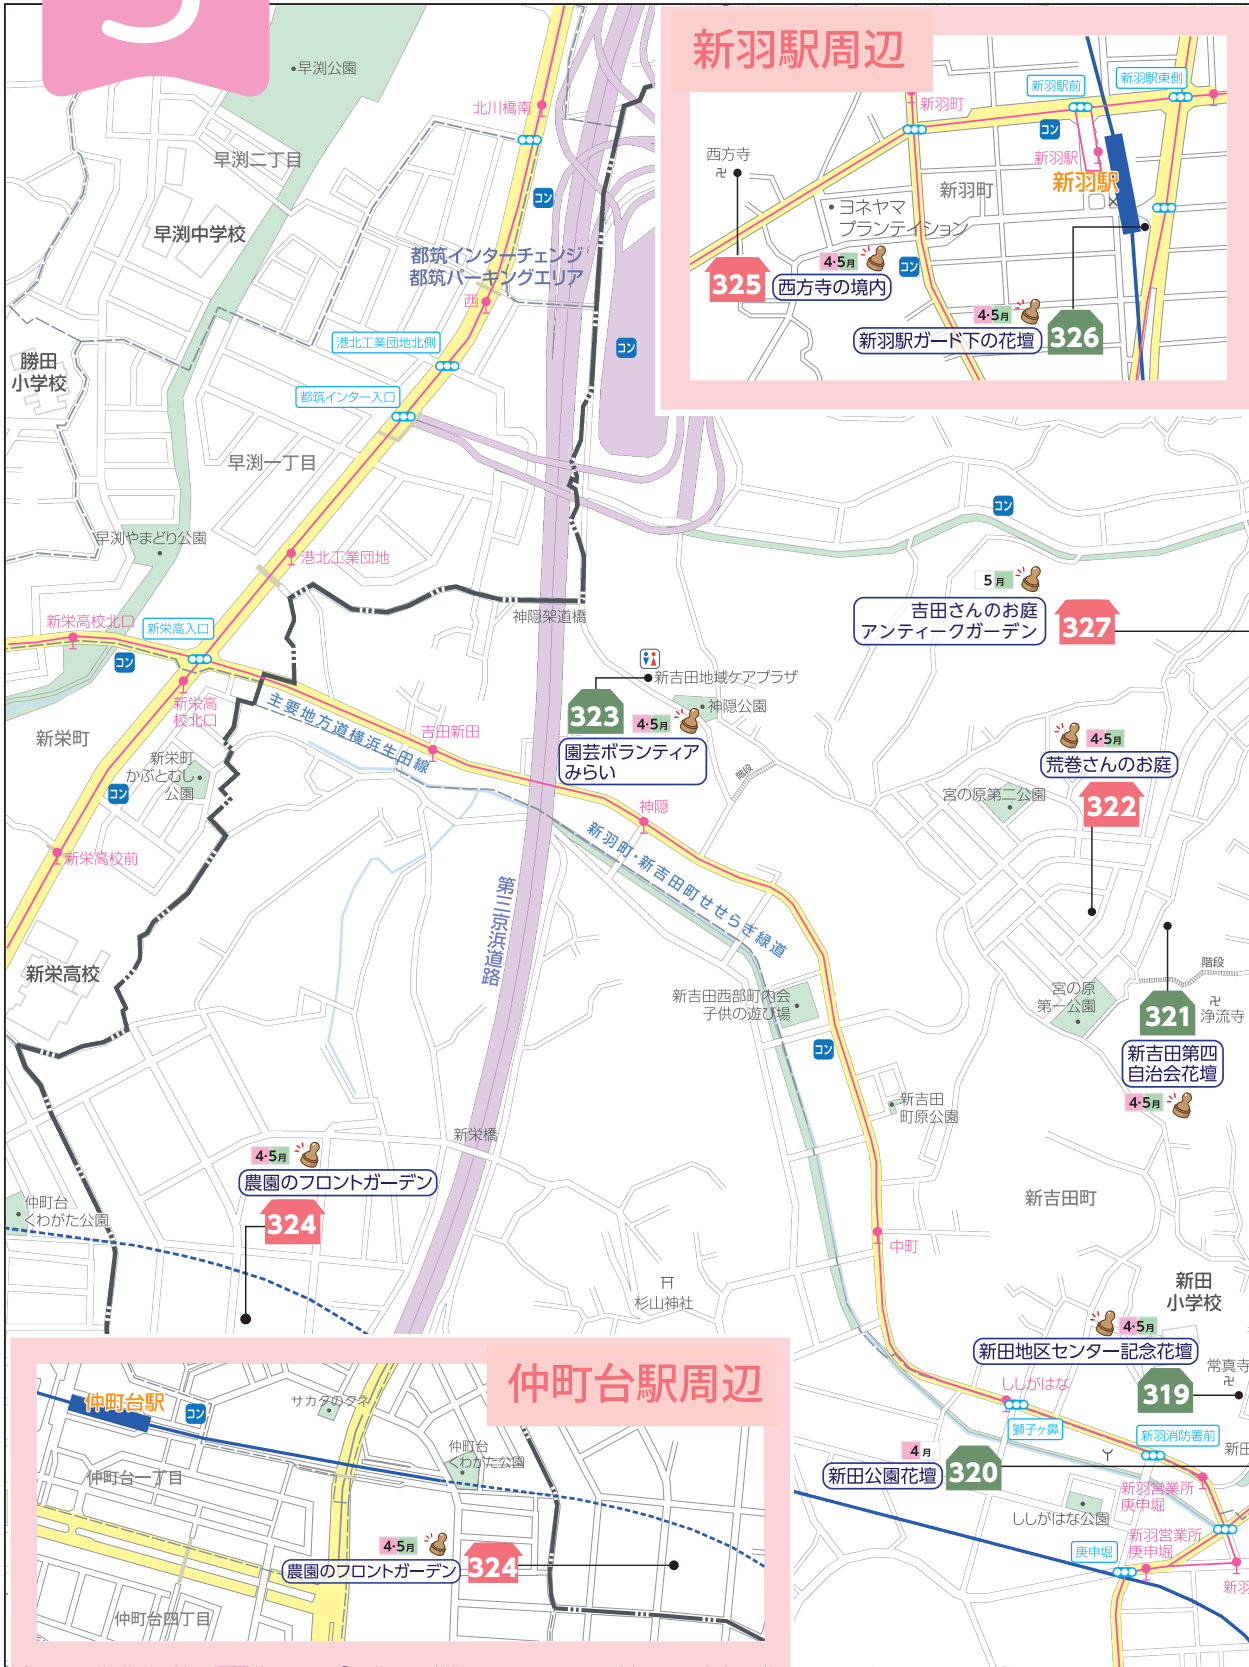 新羽駅周辺
早渕公園
北川橋南
早渕二丁目
早渕中学校
コン
都筑インターチェンジ
都筑パーキングエリア
西
港北工業団地北側
コン
勝田
小学校
都筑インター入口
早渕一丁目
早渕やまどり公園
港北工業団地
新羽駅前
新羽駅東側
新羽町
コン
新羽駅
新羽駅
西方寺
新羽町
ヨネヤマ
プランテイション
4・5月
325
西方寺の境内
コン
4・5月
新羽駅ガード下の花壇
326
コン
5月
吉田さんのお庭
アンティークガーデン
327
神隠架道橋
新栄高校北口
新栄高入口
コン
新栄高
校北口
新栄町
主要地方道横浜生田線
吉田新田
新吉田地域ケアプラザ
神隠公園
323
4・5月
園芸ボランティア
みらい
階段
新栄町
かぶとむし
公園
コン
神隠
新羽町・新吉田町せせらぎ緑道
新栄高校前
第三京浜道路
新栄高校
4・5月
荒巻さんのお庭
322
宮の原第二公園
階段
宮の原
第一公園
321
浄流寺
新吉田第四
自治会花壇
4・5月
新吉田西部町内会
子供の遊び場
コン
新吉田
町原公園
新栄橋
4・5月
農園のフロントガーデン
324
仲町台
くわがた公園
新吉田町
中町
杉山神社
新田
小学校
4・5月
新田地区センター記念花壇
常真寺
319
ししがはな
獅子ヶ鼻
新羽消防署前
4月
新田公園花壇
320
新田
新羽営業所
庚申堀
ししがはな公園
新羽営業所
庚申堀
庚申堀
新羽
仲町台駅周辺
仲町台駅
コン
サカタのタネ
仲町台
くわがた公園
仲町台一丁目
4・5月
農園のフロントガーデン
324
仲町台四丁目